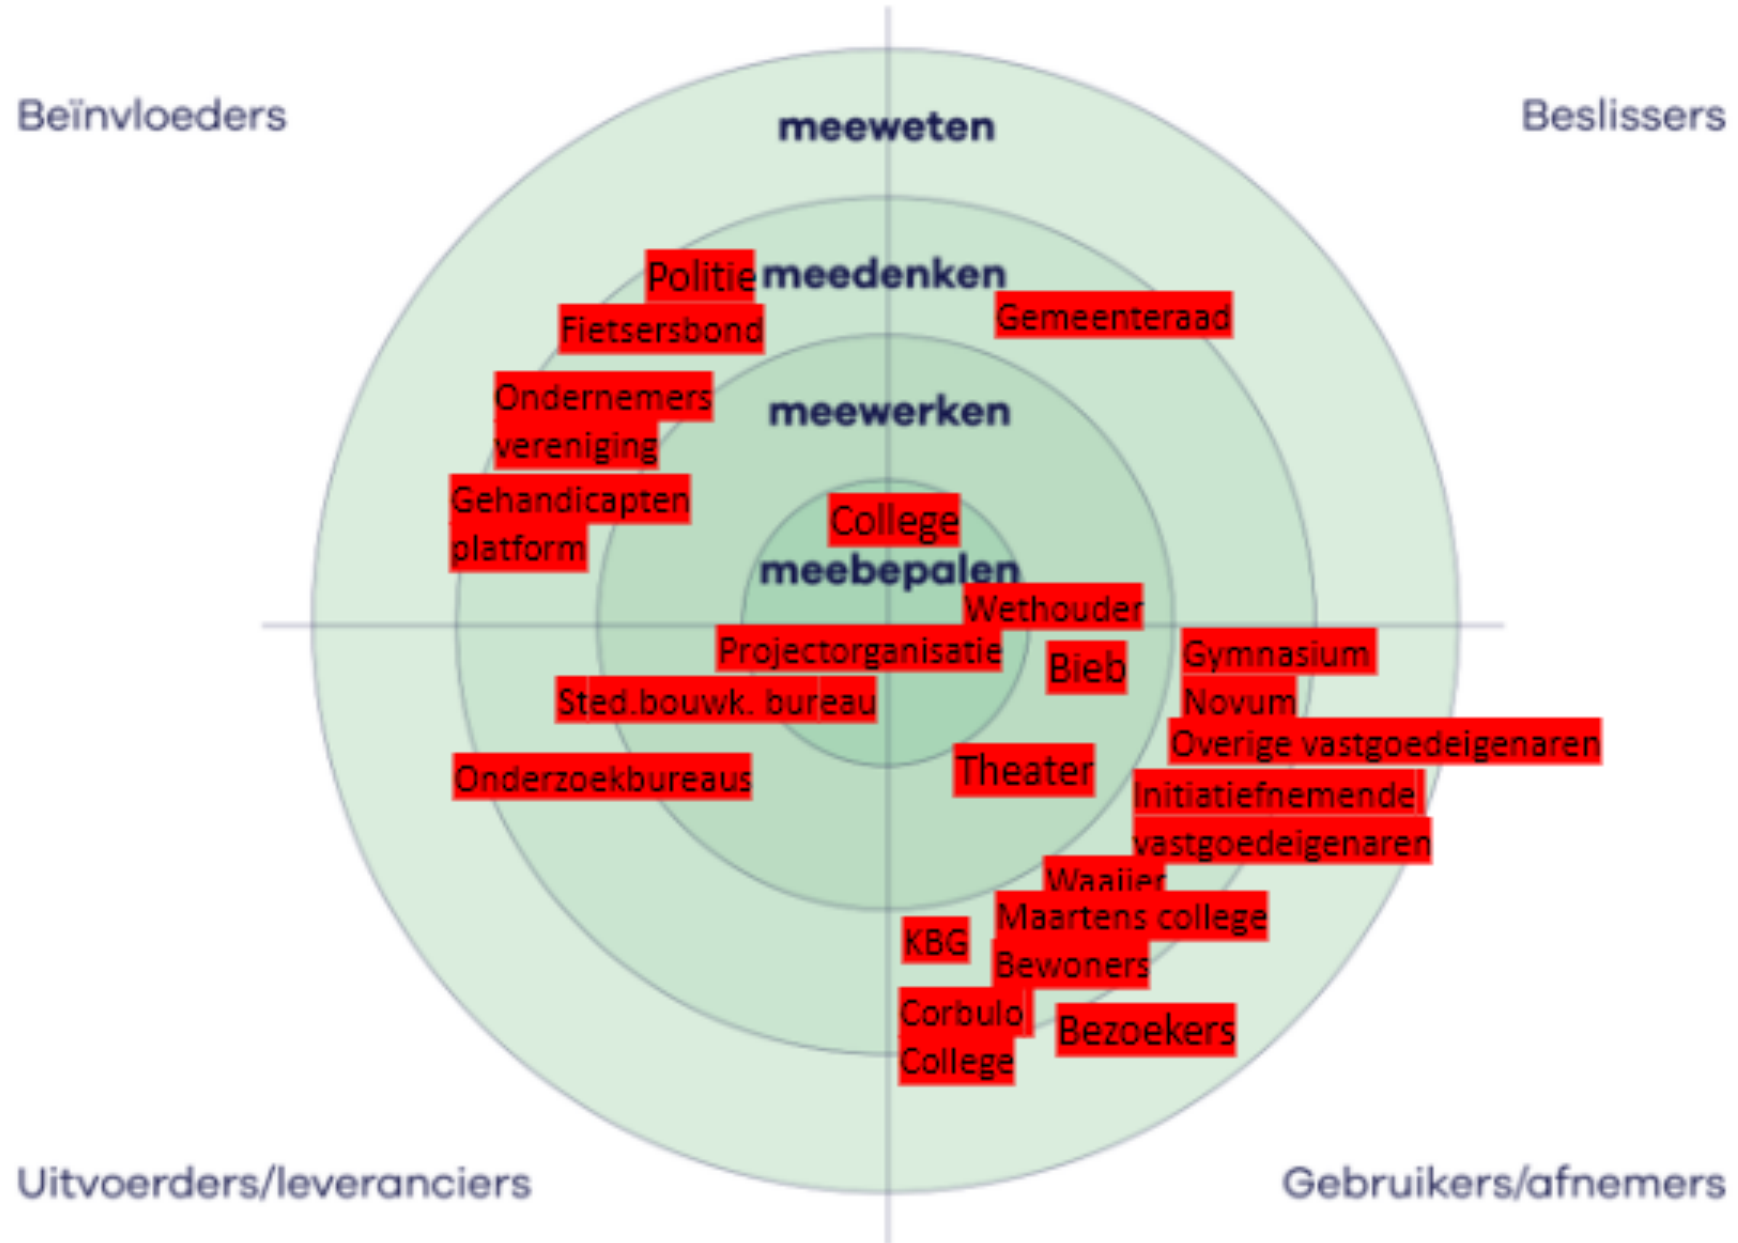 Beïnvloeders
Beslissers
meeweten
Politie
meedenken
Fietsersbond
Gemeenteraad
Ondernemers
vereniging
meewerken
Gehandicapten
platform
College
meebepalen
Wethouder
Projectorganisatie
Bieb
Gymnasium
Novum
Sted.bouwk. bureau
Overige vastgoedeigenaren
Onderzoekbureaus
Theater
Initiatiefnemende
vastgoedeigenaren
Waaijer
Maartens college
KBG
Bewoners
Corbulo
College
Bezoekers
Uitvoerders/leveranciers
Gebruikers/afnemers